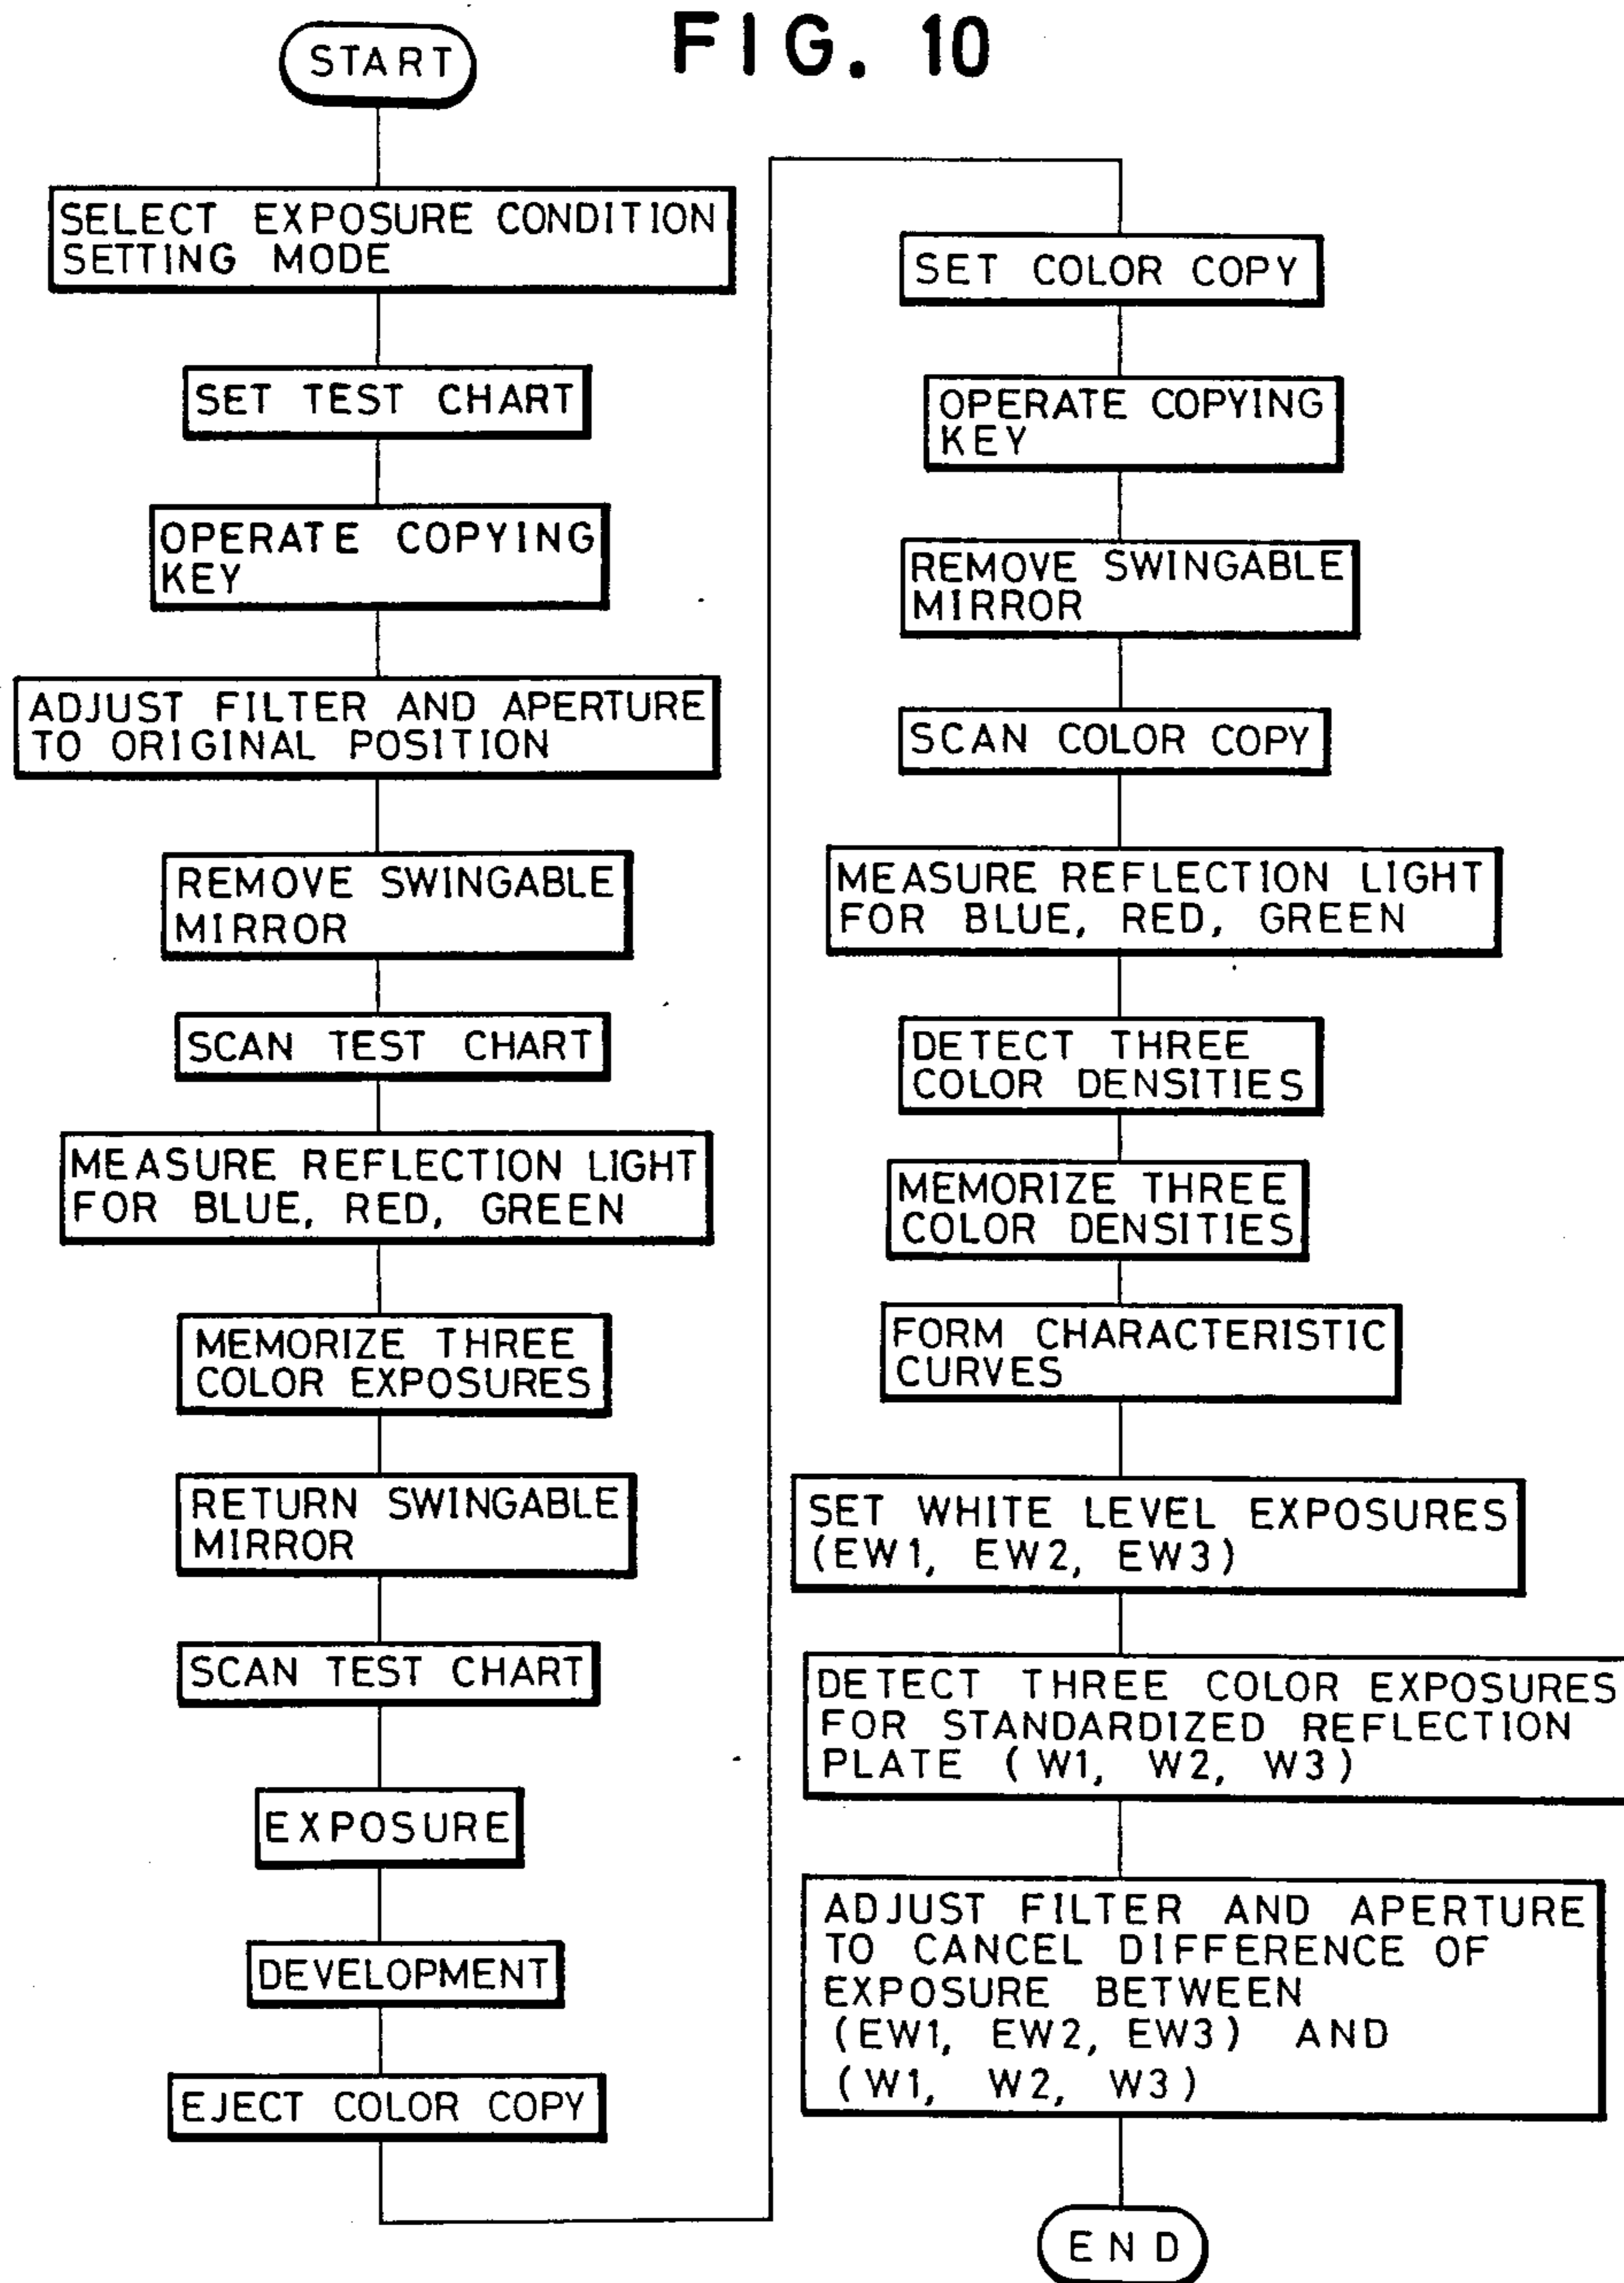 FIG. 10
START
SELECT EXPOSURE CONDITION
SETTING MODE
SET TEST CHART
OPERATE COPYING
KEY
ADJUST FILTER AND APERTURE
TO ORIGINAL POSITION
REMOVE SWINGABLE
MIRROR
SCAN TEST CHART
MEASURE REFLECTION LIGHT
FOR BLUE, RED, GREEN
MEMORIZE THREE
COLOR EXPOSURES
RETURN SWINGABLE
MIRROR
SCAN TEST CHART
EXPOSURE
DEVELOPMENT
EJECT COLOR COPY
SET COLOR COPY
OPERATE COPYING
KEY
REMOVE SWINGABLE
MIRROR
SCAN COLOR COPY
MEASURE REFLECTION LIGHT
FOR BLUE, RED, GREEN
DETECT THREE
COLOR DENSITIES
MEMORIZE THREE
COLOR DENSITIES
FORM CHARACTERISTIC
CURVES
SET WHITE LEVEL EXPOSURES
(EW1, EW2, EW3)
DETECT THREE COLOR EXPOSURES
FOR STANDARDIZED REFLECTION
PLATE (W1, W2, W3)
ADJUST FILTER AND APERTURE
TO CANCEL DIFFERENCE OF
EXPOSURE BETWEEN
(EW1, EW2, EW3) AND
(W1, W2, W3)
END